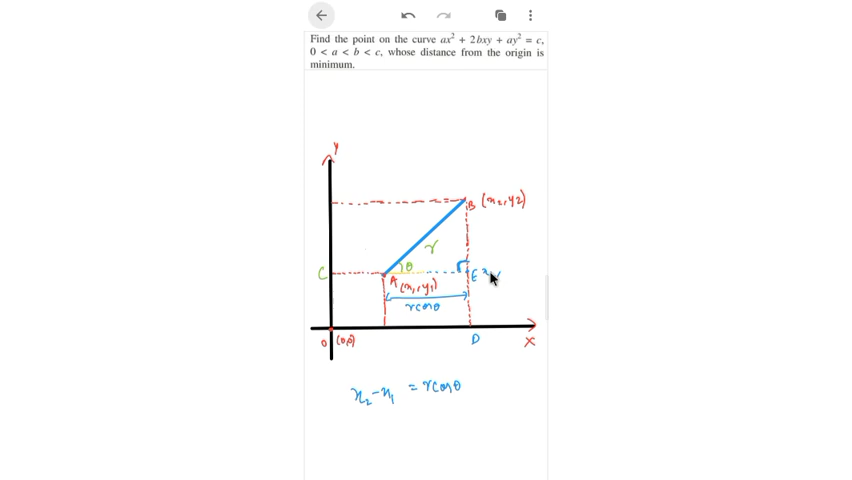 Find the point on the curve ax² + 2bxy + ay² = c,
0 < a < b < c, whose distance from the origin is
minimum.
Y
B (x₂, y₂)
r
θ
C
A (x₁, y₁)
E
r cos θ
O (0,0)
D
X
x₂ - x₁ = r cos θ